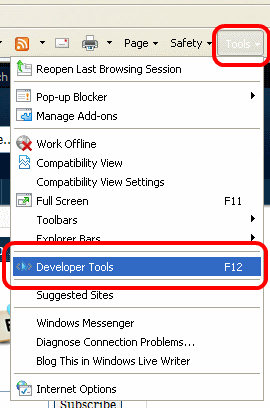 Page Safety Tools
Reopen Last Browsing Session
Pop-up Blocker
Manage Add-ons
Work Offline
Compatibility View
Compatibility View Settings
Full Screen F11
Toolbars
Explorer Bars
Developer Tools F12
Suggested Sites
Windows Messenger
Diagnose Connection Problems...
Blog This in Windows Live Writer
Internet Options
Subscribe